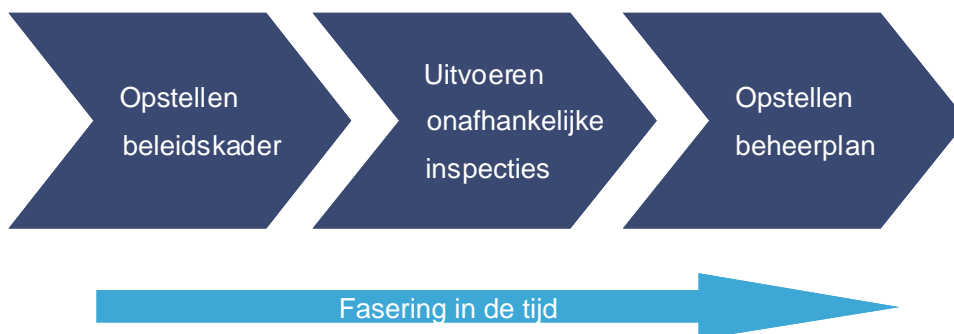 Opstellen
beleidskader
Uitvoeren
onafhankelijke
inspecties
Opstellen
beheerplan
Fasering in de tijd